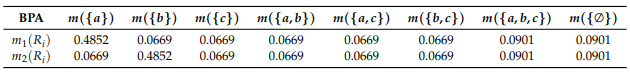 BPA m({a}) m({b}) m({c}) m({a, b}) m({a, c}) m({b, c}) m({a, b, c}) m({∅})
m₁(Rᵢ) 0.4852 0.0669 0.0669 0.0669 0.0669 0.0669 0.0901 0.0901
m₂(Rᵢ) 0.0669 0.4852 0.0669 0.0669 0.0669 0.0669 0.0901 0.0901